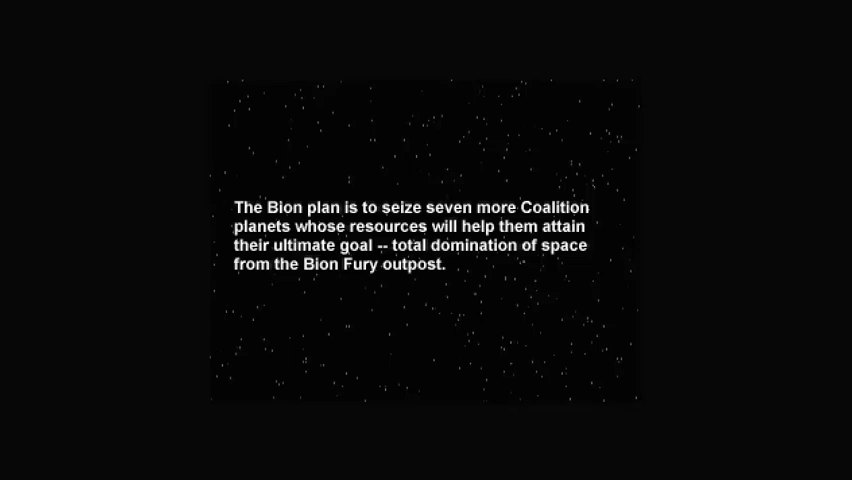 The Bion plan is to seize seven more Coalition
planets whose resources will help them attain
their ultimate goal -- total domination of space
from the Bion Fury outpost.